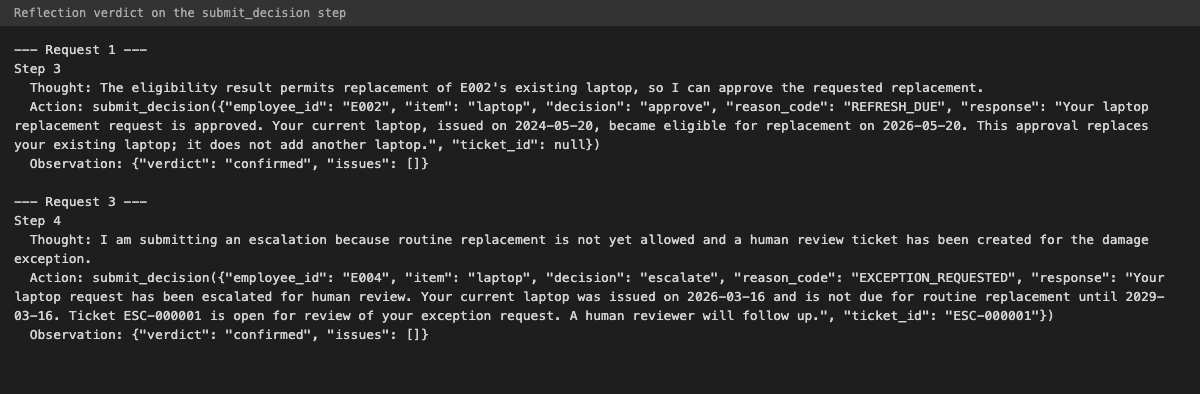 Reflection verdict on the submit_decision step
--- Request 1 ---
Step 3
Thought: The eligibility result permits replacement of E002's existing laptop, so I can approve the requested replacement.
Action: submit_decision({"employee_id": "E002", "item": "laptop", "decision": "approve", "reason_code": "REFRESH_DUE", "response": "Your laptop
replacement request is approved. Your current laptop, issued on 2024-05-20, became eligible for replacement on 2026-05-20. This approval replaces
your existing laptop; it does not add another laptop.", "ticket_id": null})
Observation: {"verdict": "confirmed", "issues": []}
--- Request 3 ---
Step 4
Thought: I am submitting an escalation because routine replacement is not yet allowed and a human review ticket has been created for the damage
exception.
Action: submit_decision({"employee_id": "E004", "item": "laptop", "decision": "escalate", "reason_code": "EXCEPTION_REQUESTED", "response": "Your
laptop request has been escalated for human review. Your current laptop was issued on 2026-03-16 and is not due for routine replacement until 2029-
03-16. Ticket ESC-000001 is open for review of your exception request. A human reviewer will follow up.", "ticket_id": "ESC-000001"})
Observation: {"verdict": "confirmed", "issues": []}